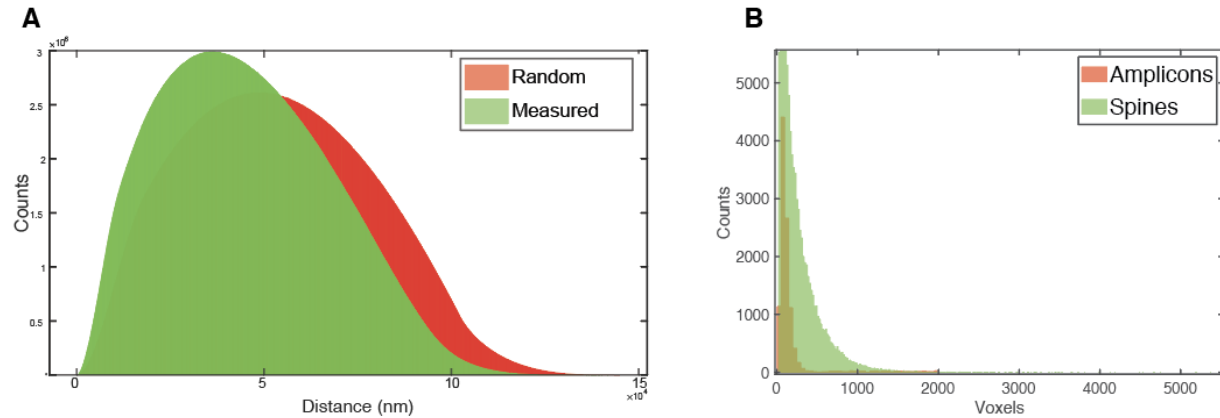 A
×10⁶
3
2.5
2
1.5
1
0.5
Counts
0
5
10
15
×10⁴
Distance (nm)
Random
Measured
B
5000
4000
3000
2000
1000
0
Counts
0
1000
2000
3000
4000
5000
Voxels
Amplicons
Spines